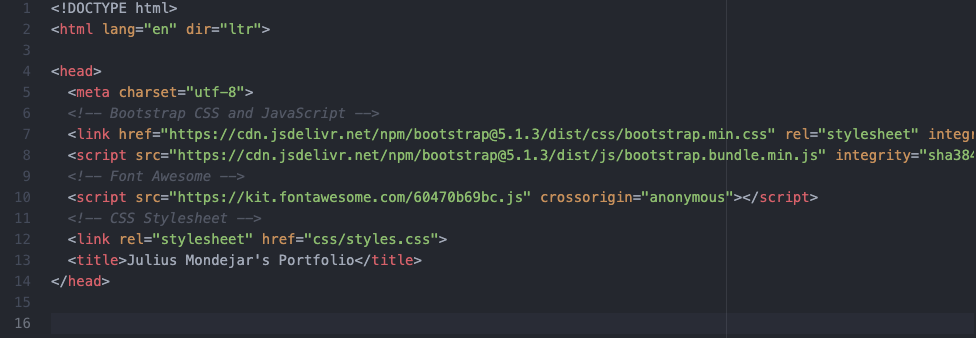 1 <!DOCTYPE html>
2 <html lang="en" dir="ltr">
3
4 <head>
5 <meta charset="utf-8">
6 <!-- Bootstrap CSS and JavaScript -->
7 <link href="https://cdn.jsdelivr.net/npm/bootstrap@5.1.3/dist/css/bootstrap.min.css" rel="stylesheet" integr
8 <script src="https://cdn.jsdelivr.net/npm/bootstrap@5.1.3/dist/js/bootstrap.bundle.min.js" integrity="sha384
9 <!-- Font Awesome -->
10 <script src="https://kit.fontawesome.com/60470b69bc.js" crossorigin="anonymous"></script>
11 <!-- CSS Stylesheet -->
12 <link rel="stylesheet" href="css/styles.css">
13 <title>Julius Mondejar's Portfolio</title>
14 </head>
15
16